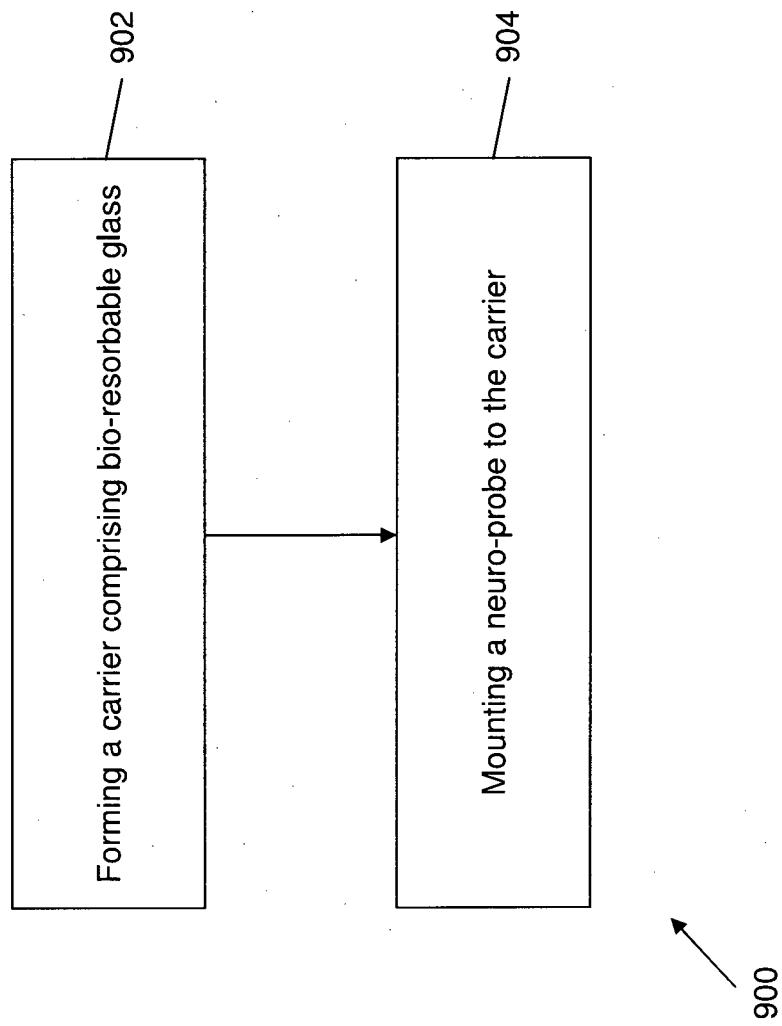 Forming a carrier comprising bio-resorbable glass
902
Mounting a neuro-probe to the carrier
904
900